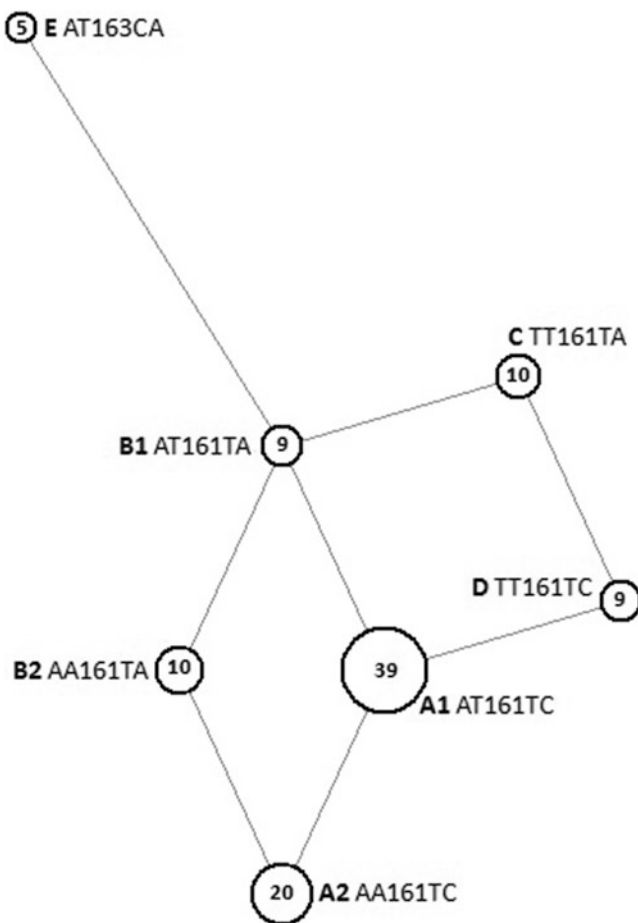 5 E AT163CA
C TT161TA
10
B1 AT161TA 9
D TT161TC 9
B2 AA161TA 10
39
A1 AT161TC
20 A2 AA161TC